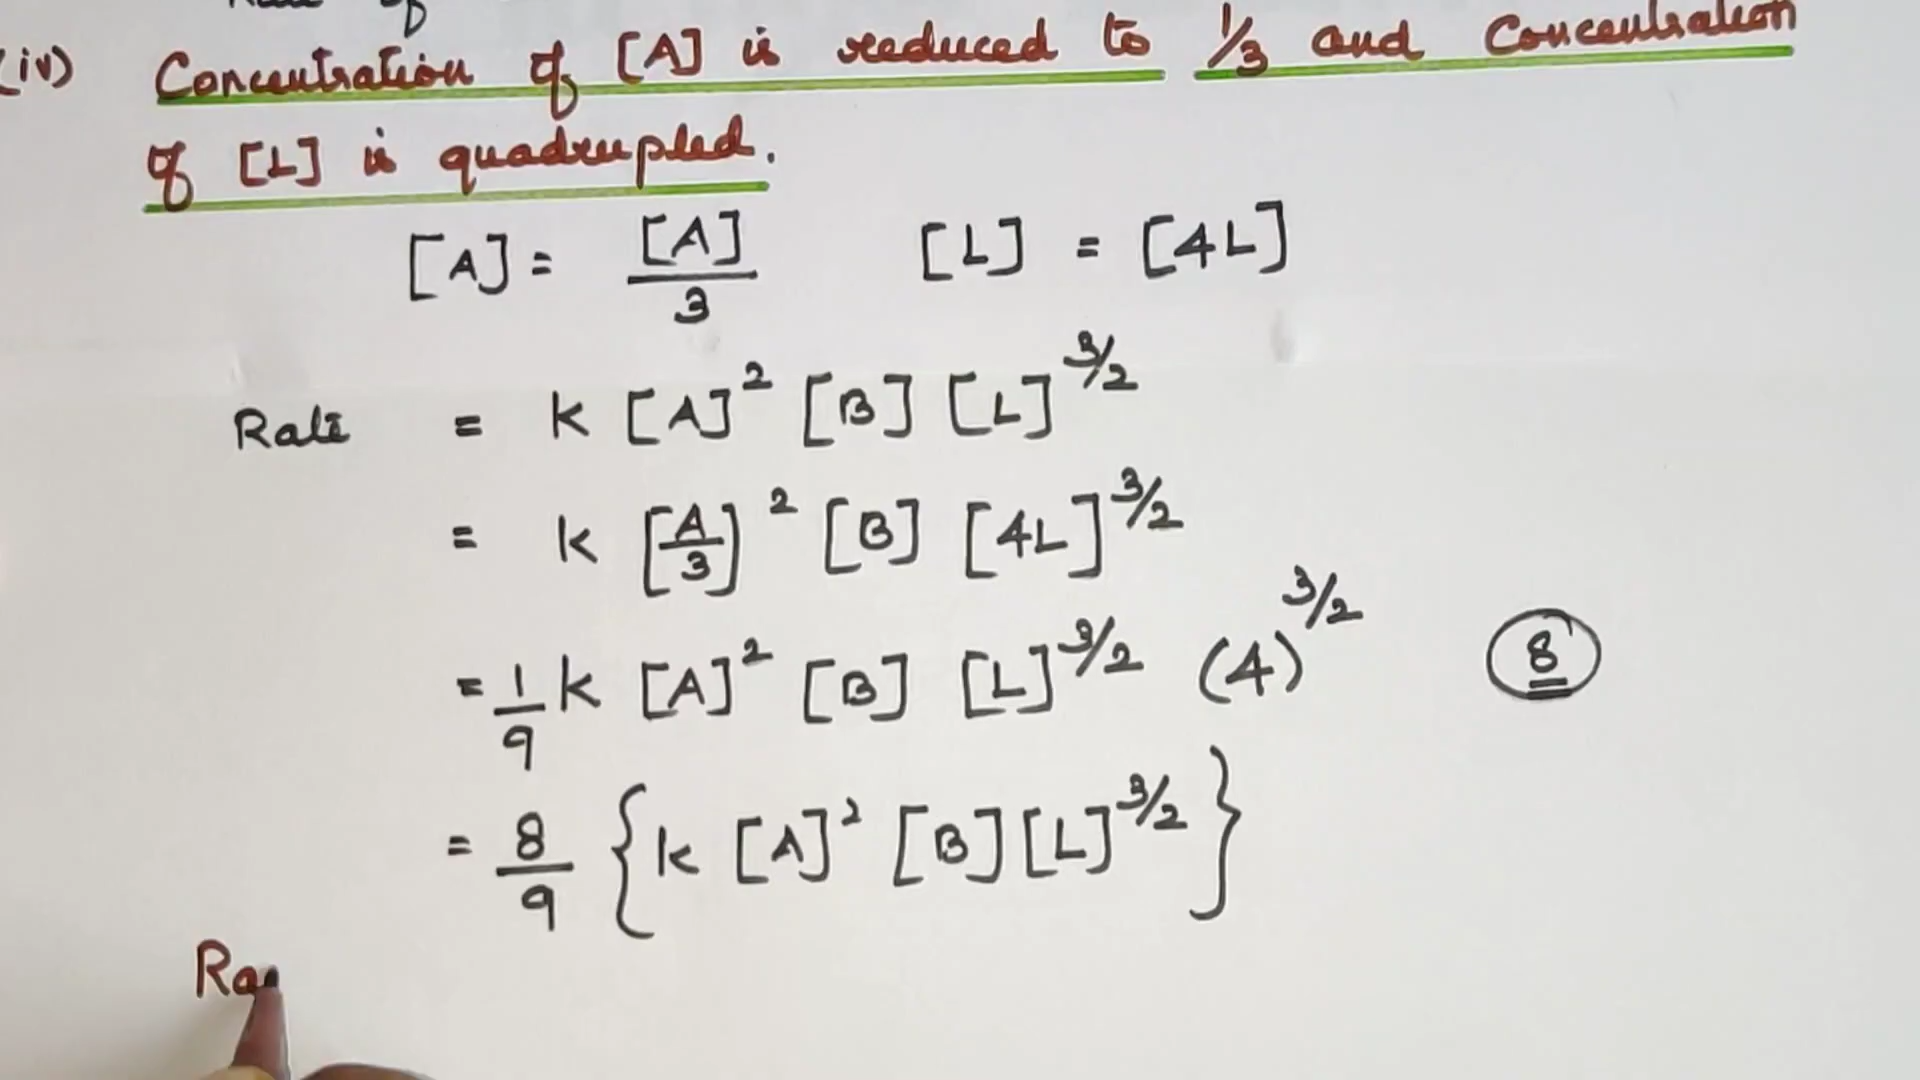 (iv) Concentration of [A] is reduced to 1/3 and Concentration
of [L] is quadrupled.
[A] = [A]/3 [L] = [4L]
Rate = k [A]² [B] [L]^3/2
= k [A/3]² [B] [4L]^3/2
= 1/9 k [A]² [B] [L]^3/2 (4)^3/2 8
= 8/9 {k [A]² [B] [L]^3/2}
Ra